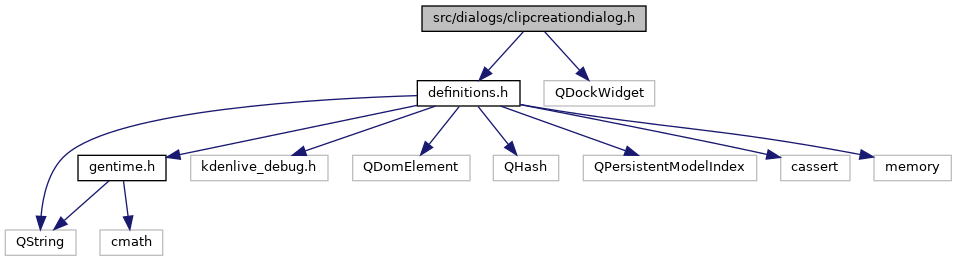 src/dialogs/clipcreationdialog.h
definitions.h
QDockWidget
gentime.h
kdenlive_debug.h
QDomElement
QHash
QPersistentModelIndex
cassert
memory
QString
cmath